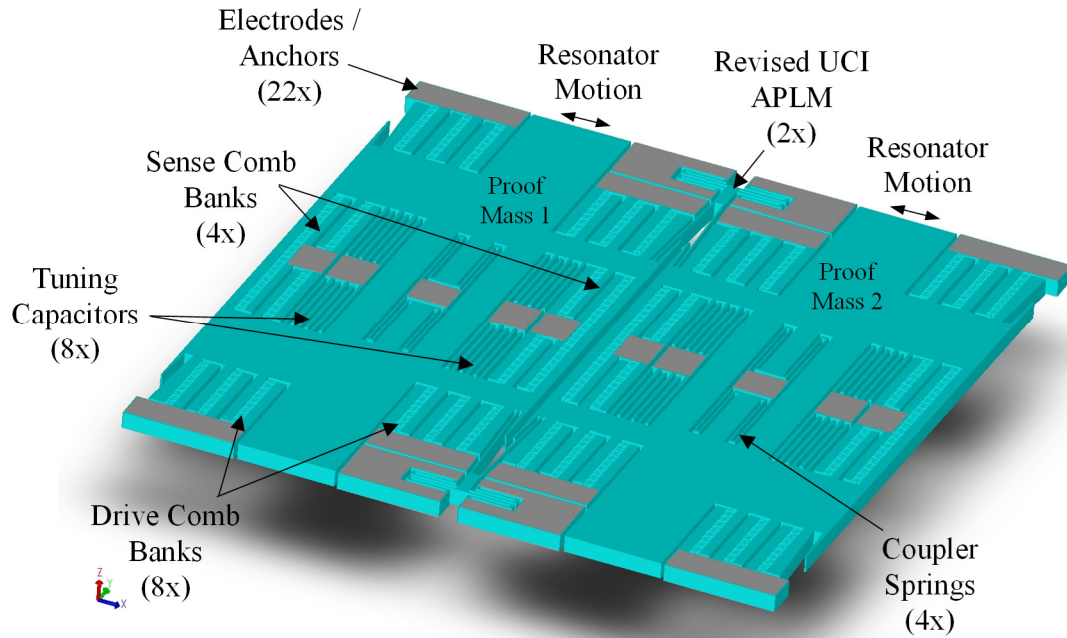 Electrodes /
Anchors
(22x)
Resonator
Motion
Revised UCI
APLM
(2x)
Resonator
Motion
Sense Comb
Banks
(4x)
Proof
Mass 1
Proof
Mass 2
Tuning
Capacitors
(8x)
Drive Comb
Banks
(8x)
Coupler
Springs
(4x)
Z
Y
X